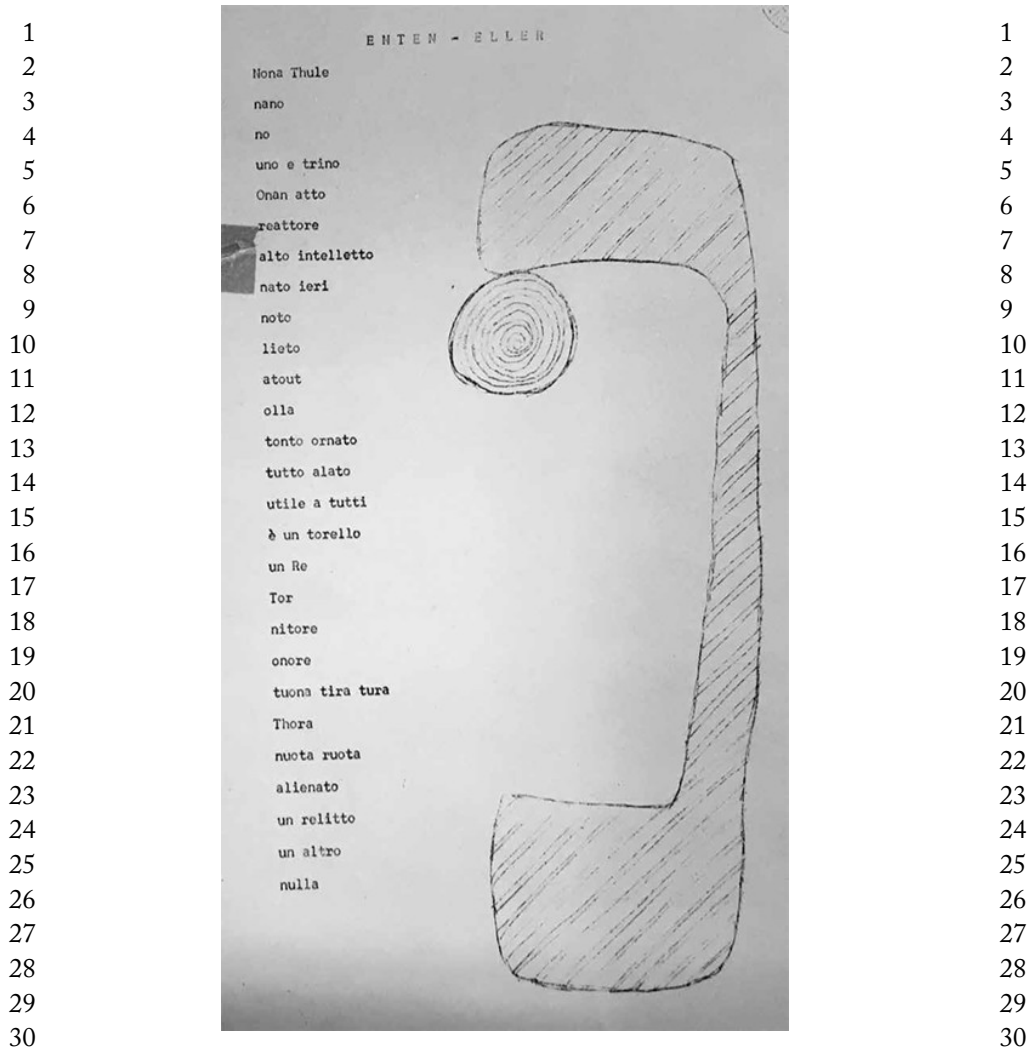 1
2
3
4
5
6
7
8
9
10
11
12
13
14
15
16
17
18
19
20
21
22
23
24
25
26
27
28
29
30
ENTEN - ELLER
Nona Thule
nano
no
uno e trino
Onan atto
reattore
alto intelletto
nato ieri
noto
lieto
atout
olla
tonto ornato
tutto alato
utile a tutti
è un torello
un Re
Tor
nitore
onore
tuona tira tura
Thora
nuota ruota
alienato
un relitto
un altro
nulla
1
2
3
4
5
6
7
8
9
10
11
12
13
14
15
16
17
18
19
20
21
22
23
24
25
26
27
28
29
30